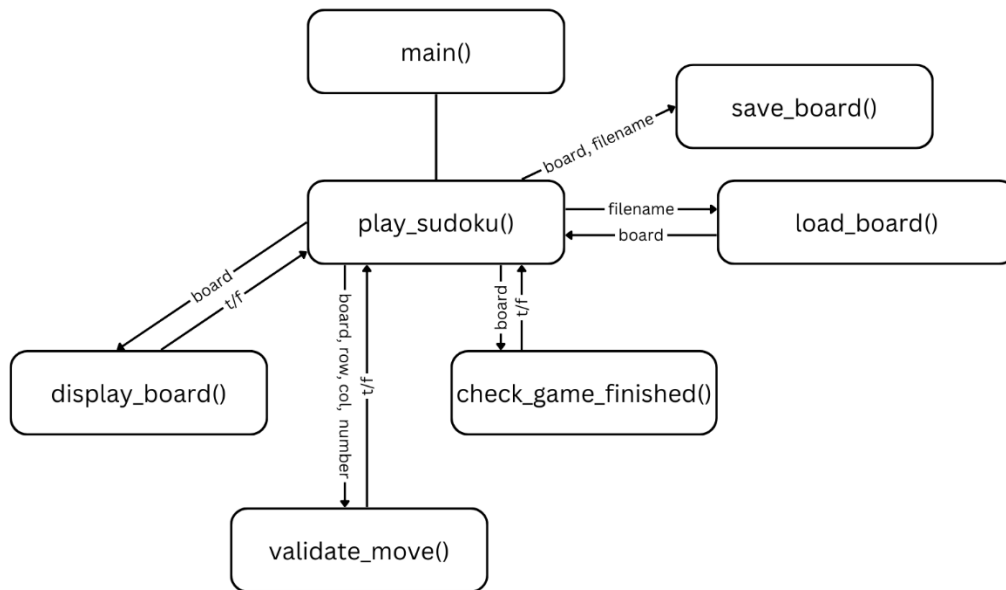 main()
save_board()
board, filename
play_sudoku()
filename
board
load_board()
board
t/f
board, row, col, number
t/f
board
t/f
display_board()
check_game_finished()
validate_move()